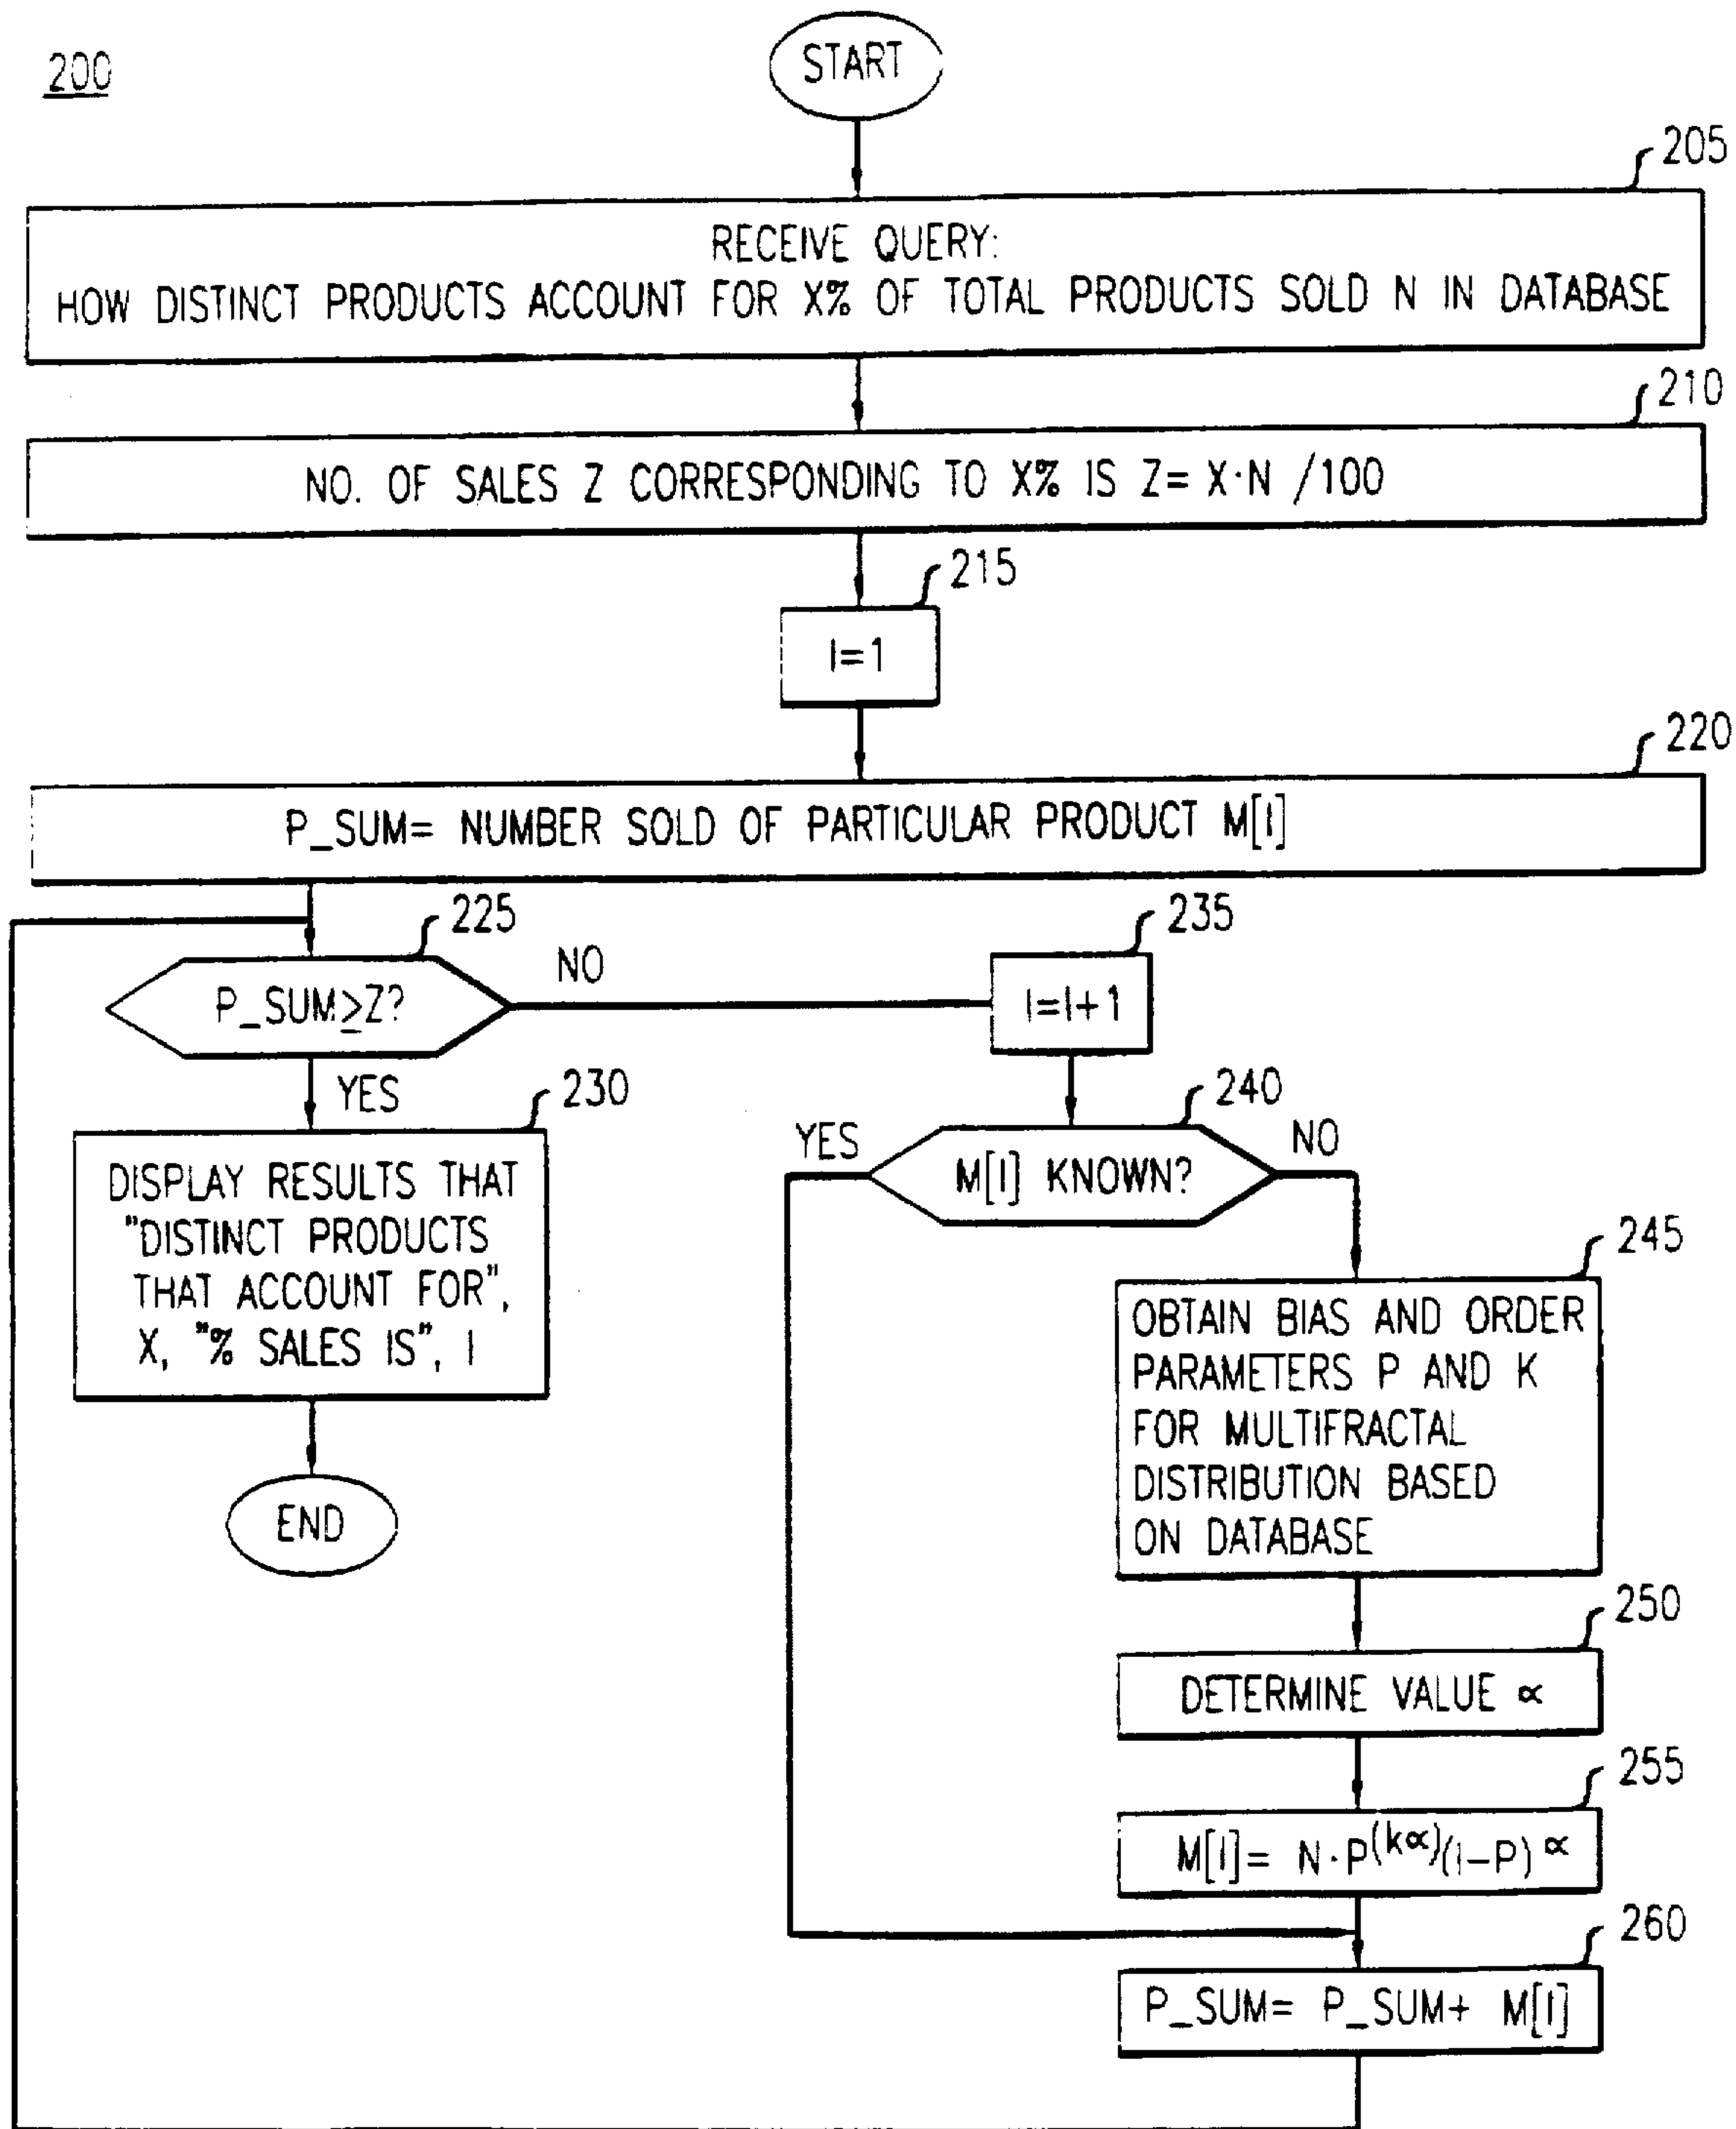 200
START
205
RECEIVE QUERY:
HOW DISTINCT PRODUCTS ACCOUNT FOR X% OF TOTAL PRODUCTS SOLD N IN DATABASE
210
NO. OF SALES Z CORRESPONDING TO X% IS Z= X·N /100
215
I=1
220
P_SUM= NUMBER SOLD OF PARTICULAR PRODUCT M[I]
225
P_SUM≥Z?
NO
235
I=I+1
YES
230
DISPLAY RESULTS THAT
"DISTINCT PRODUCTS
THAT ACCOUNT FOR",
X, "% SALES IS", I
END
240
YES
M[I] KNOWN?
NO
245
OBTAIN BIAS AND ORDER
PARAMETERS P AND K
FOR MULTIFRACTAL
DISTRIBUTION BASED
ON DATABASE
250
DETERMINE VALUE ∝
255
M[I]= N·P^(k∝)(1-P)^∝
260
P_SUM= P_SUM+ M[I]